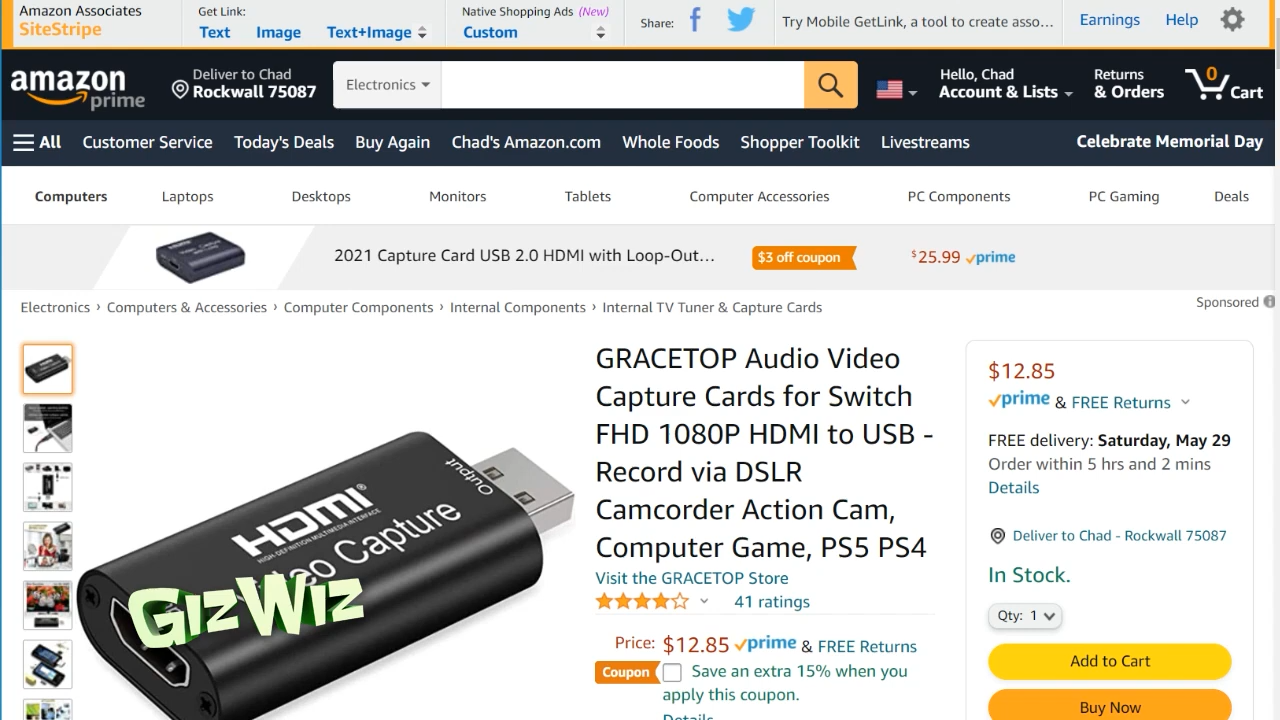 Amazon Associates
SiteStripe
Get Link:
Text Image Text+Image
Native Shopping Ads (New)
Custom
Share:
Try Mobile GetLink, a tool to create asso...
Earnings Help
amazon prime
Deliver to Chad
Rockwall 75087
Electronics
Hello, Chad
Account & Lists
Returns
& Orders
0
Cart
All Customer Service Today's Deals Buy Again Chad's Amazon.com Whole Foods Shopper Toolkit Livestreams Celebrate Memorial Day
Computers Laptops Desktops Monitors Tablets Computer Accessories PC Components PC Gaming Deals
2021 Capture Card USB 2.0 HDMI with Loop-Out... $3 off coupon $25.99 prime
Sponsored
Electronics › Computers & Accessories › Computer Components › Internal Components › Internal TV Tuner & Capture Cards
Output
HDMI®
HIGH-DEFINITION MULTIMEDIA INTERFACE
Capture
GizWiz
GRACETOP Audio Video
Capture Cards for Switch
FHD 1080P HDMI to USB -
Record via DSLR
Camcorder Action Cam,
Computer Game, PS5 PS4
Visit the GRACETOP Store
41 ratings
Price: $12.85 prime & FREE Returns
Coupon Save an extra 15% when you
apply this coupon.
Details
$12.85
prime & FREE Returns
FREE delivery: Saturday, May 29
Order within 5 hrs and 2 mins
Details
Deliver to Chad - Rockwall 75087
In Stock.
Qty: 1
Add to Cart
Buy Now